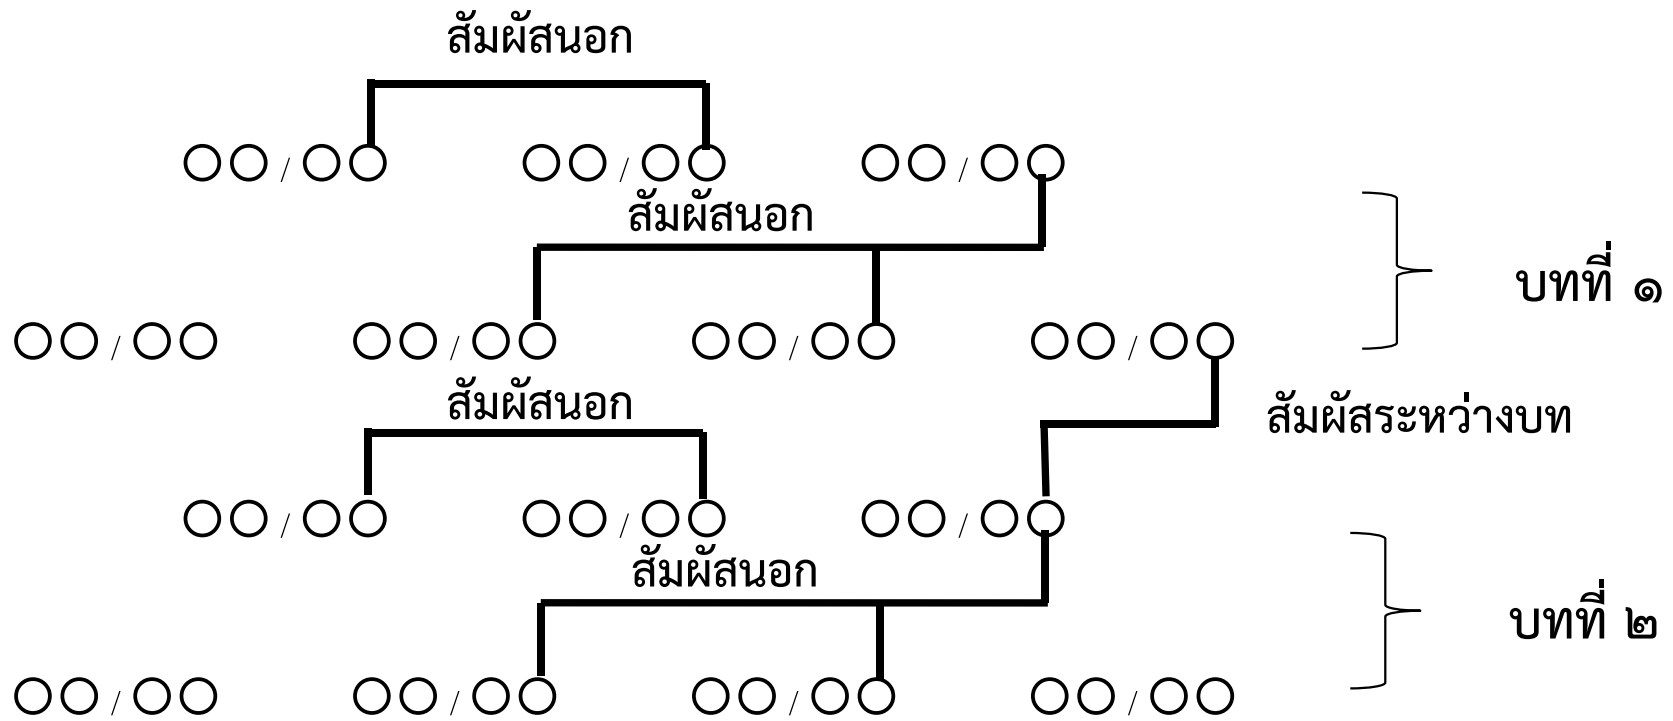 สัมผัสนอก
/ / /
สัมผัสนอก
บทที่ ๑
/ / / /
สัมผัสนอก
สัมผัสระหว่างบท
/ / /
สัมผัสนอก
บทที่ ๒
/ / / /